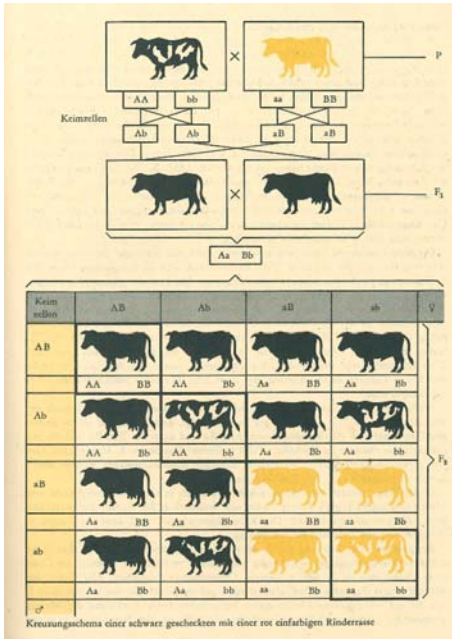 P
AA bb aa BB
Keimzellen
Ab Ab aB aB
F₁
Aa Bb
Keim zellen AB Ab aB ab ♀
AB
AA BB AA Bb Aa BB Aa Bb
Ab
AA Bb AA bb Aa Bb Aa bb
F₂
aB
Aa BB Aa Bb aa BB aa Bb
ab
Aa Bb Aa bb aa Bb aa bb
♂
Kreuzungsschema einer schwarz gescheckten mit einer rot einfarbigen Rinderrasse